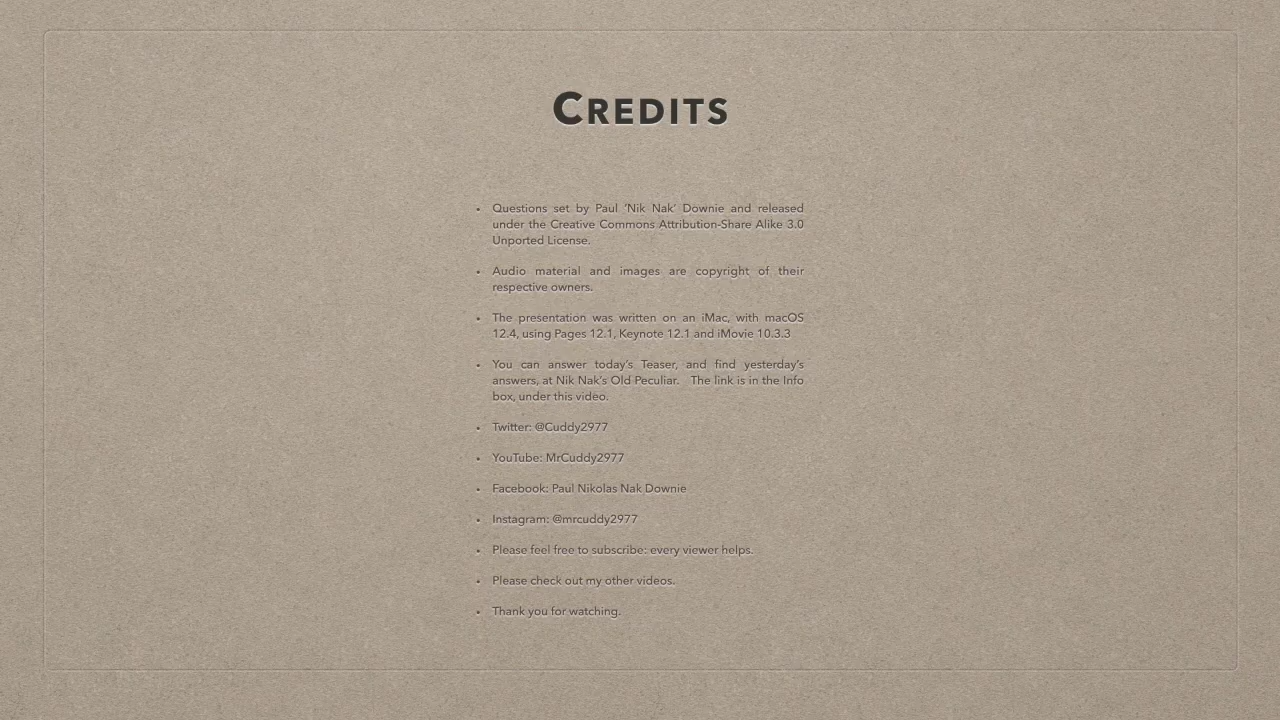 CREDITS
• Questions set by Paul ‘Nik Nak’ Downie and released
under the Creative Commons Attribution-Share Alike 3.0
Unported License.
• Audio material and images are copyright of their
respective owners.
• The presentation was written on an iMac, with macOS
12.4, using Pages 12.1, Keynote 12.1 and iMovie 10.3.3
• You can answer today’s Teaser, and find yesterday’s
answers, at Nik Nak’s Old Peculiar. The link is in the Info
box, under this video.
• Twitter: @Cuddy2977
• YouTube: MrCuddy2977
• Facebook: Paul Nikolas Nak Downie
• Instagram: @mrcuddy2977
• Please feel free to subscribe: every viewer helps.
• Please check out my other videos.
• Thank you for watching.